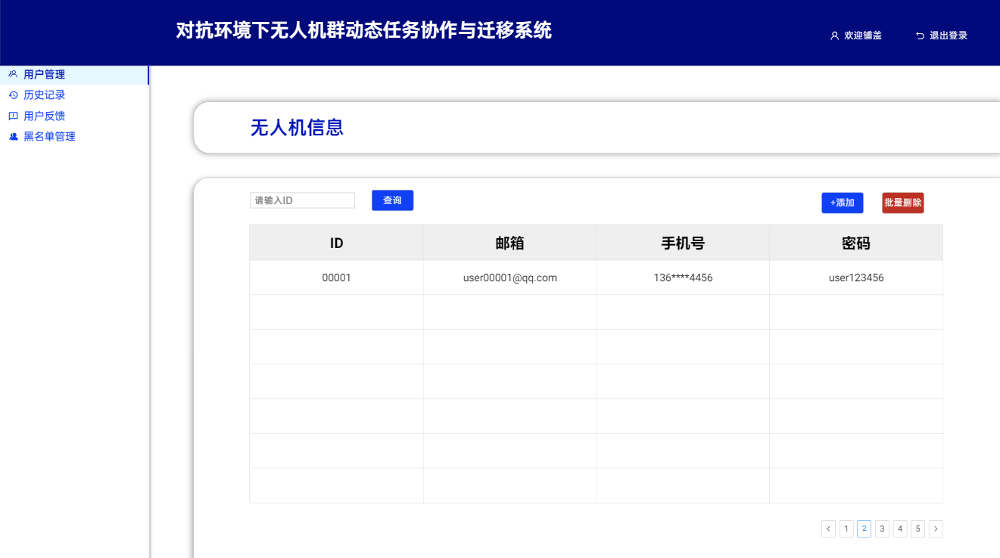 对抗环境下无人机群动态任务协作与迁移系统
欢迎铺盖
退出登录
用户管理
历史记录
用户反馈
黑名单管理
无人机信息
请输入ID
查询
+添加
批量删除
ID 邮箱 手机号 密码
00001 user00001@qq.com 136****4456 user123456
< 1 2 3 4 5 >